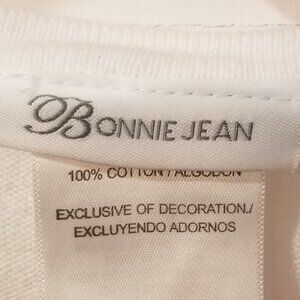 BONNIE JEAN
100% COTTON / ALGODON
EXCLUSIVE OF DECORATION./
EXCLUYENDO ADORNOS